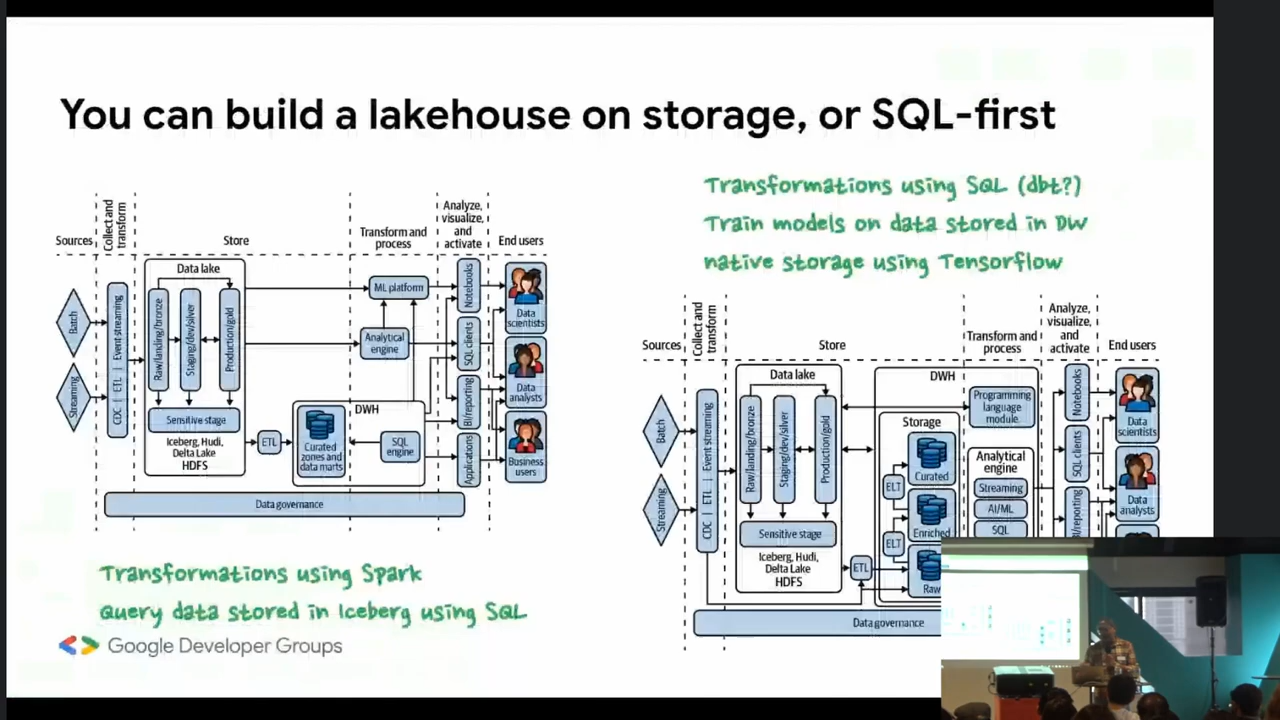 You can build a lakehouse on storage, or SQL-first
Sources
Collect and
transform
Store
Transform and
process
Analyze,
visualize,
and
activate
End users
Batch
Streaming
CDC | ETL | Event streaming
Data lake
Raw/landing/bronze
Staging/dev/silver
Production/gold
Sensitive stage
Iceberg, Hudi,
Delta Lake
HDFS
ETL
DWH
Curated
zones and
data marts
SQL
engine
ML platform
Analytical
engine
Notebooks
SQL clients
BI/reporting
Applications
Data
scientists
Data
analysts
Business
users
Data governance
Transformations using Spark
Query data stored in Iceberg using SQL
Transformations using SQL (dbt?)
Train models on data stored in DW
native storage using Tensorflow
Sources
Collect and
transform
Store
Transform and
process
Analyze,
visualize,
and
activate
End users
Batch
Streaming
CDC | ETL | Event streaming
Data lake
Raw/landing/bronze
Staging/dev/silver
Production/gold
Sensitive stage
Iceberg, Hudi,
Delta Lake
HDFS
ETL
DWH
Storage
Curated
ELT
Enriched
ELT
Raw
Programming
language
module
Analytical
engine
Streaming
AI/ML
SQL
Notebooks
SQL clients
BI/reporting
Data
scientists
Data
analysts
Data governance
Google Developer Groups